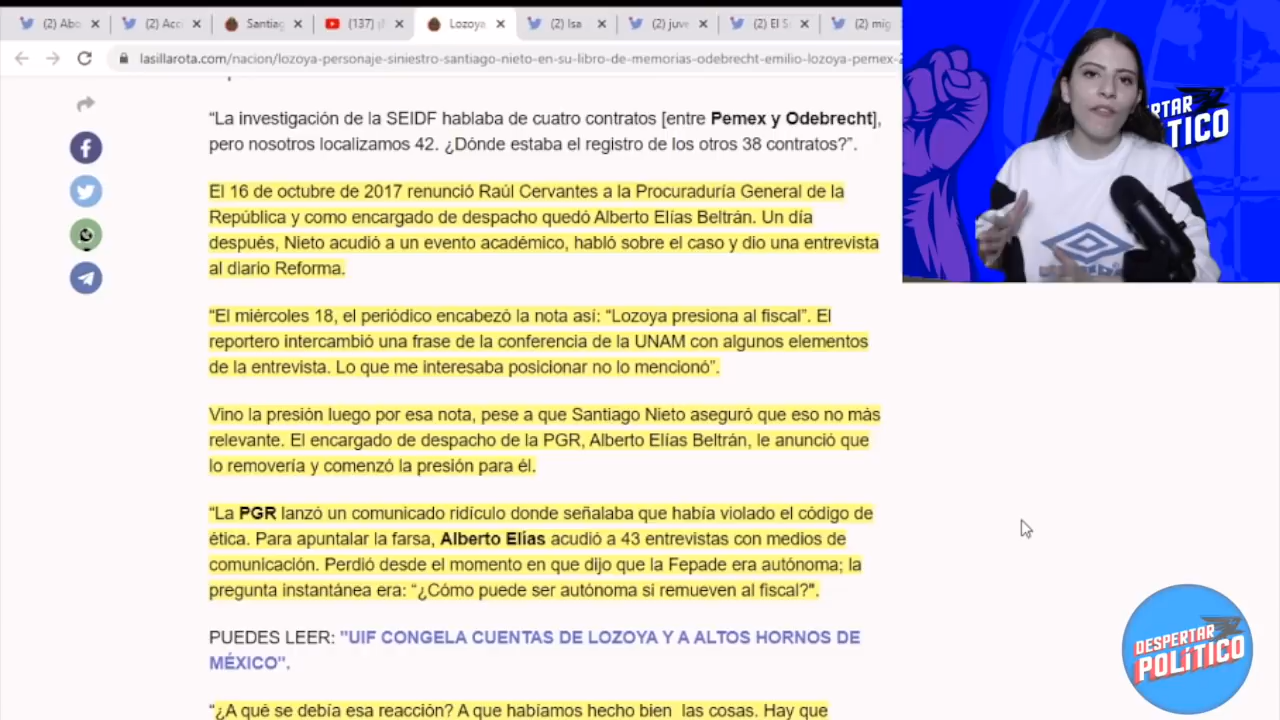 (2) Abo
(2) Acc
Santiag
(137) ¡
Lozoya
(2) Isa
(2) juve
(2) El S
(2) mig
lasillarota.com/nacion/lozoya-personaje-siniestro-santiago-nieto-en-su-libro-de-memorias-odebrecht-emilio-lozoya-pemex-2
“La investigación de la SEIDF hablaba de cuatro contratos [entre Pemex y Odebrecht],
pero nosotros localizamos 42. ¿Dónde estaba el registro de los otros 38 contratos?”.
El 16 de octubre de 2017 renunció Raúl Cervantes a la Procuraduría General de la
República y como encargado de despacho quedó Alberto Elías Beltrán. Un día
después, Nieto acudió a un evento académico, habló sobre el caso y dio una entrevista
al diario Reforma.
“El miércoles 18, el periódico encabezó la nota así: “Lozoya presiona al fiscal”. El
reportero intercambió una frase de la conferencia de la UNAM con algunos elementos
de la entrevista. Lo que me interesaba posicionar no lo mencionó”.
Vino la presión luego por esa nota, pese a que Santiago Nieto aseguró que eso no más
relevante. El encargado de despacho de la PGR, Alberto Elías Beltrán, le anunció que
lo removería y comenzó la presión para él.
“La PGR lanzó un comunicado ridículo donde señalaba que había violado el código de
ética. Para apuntalar la farsa, Alberto Elías acudió a 43 entrevistas con medios de
comunicación. Perdió desde el momento en que dijo que la Fepade era autónoma; la
pregunta instantánea era: “¿Cómo puede ser autónoma si remueven al fiscal?".
PUEDES LEER: "UIF CONGELA CUENTAS DE LOZOYA Y A ALTOS HORNOS DE
MÉXICO".
“¿A qué se debía esa reacción? A que habíamos hecho bien las cosas. Hay que
RTAR
ÍTICO
DESPERTAR
POLÍTICO